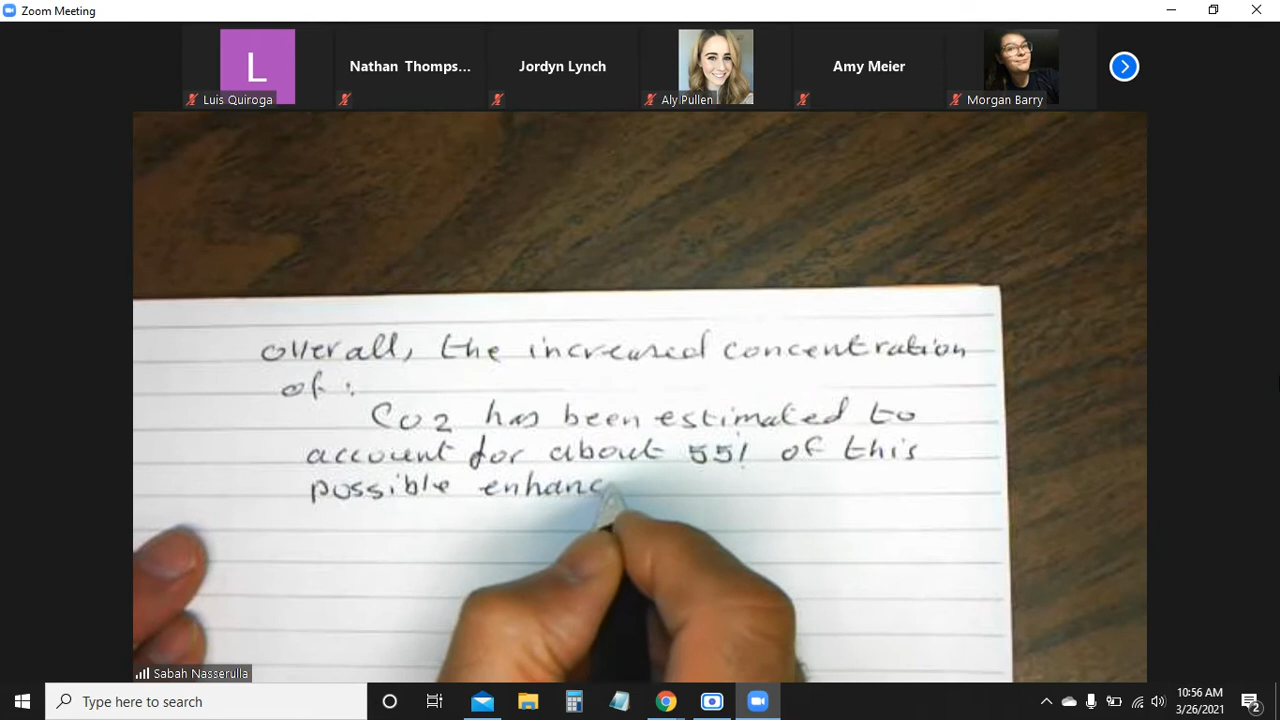 Zoom Meeting
L
Luis Quiroga
Nathan Thomps...
Jordyn Lynch
Aly Pullen
Amy Meier
Morgan Barry
overall, the increased concentration
of :
CO2 has been estimated to
account for about 55% of this
possible enhanc
Sabah Nasserulla
Type here to search
10:56 AM
3/26/2021
2